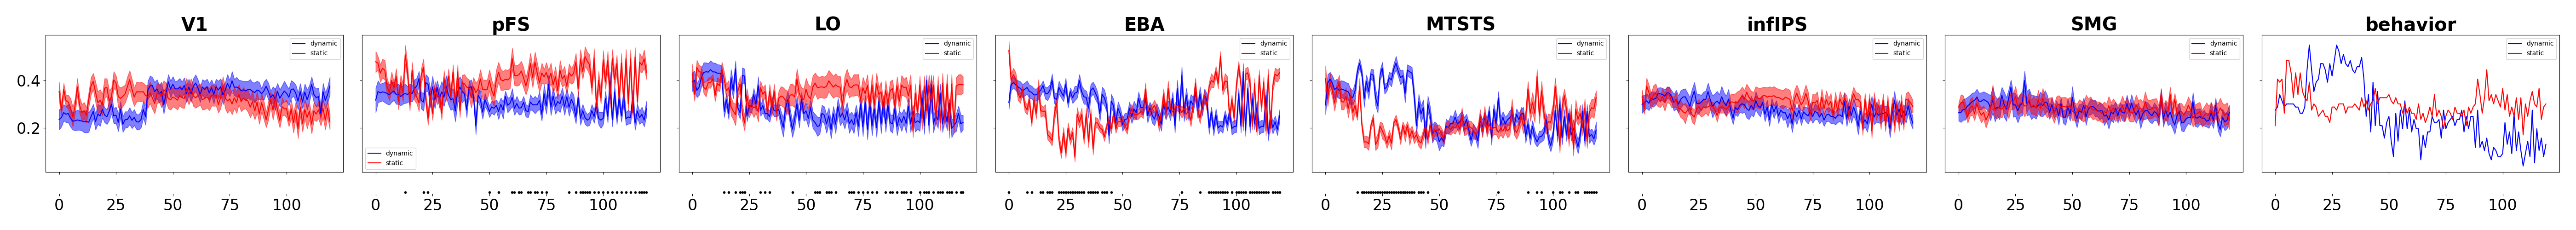 V1 pFS LO EBA MTSTS infIPS SMG behavior
dynamic dynamic dynamic dynamic dynamic dynamic dynamic
static static static static static static static
0.4
0.2
dynamic
static
0 25 50 75 100 0 25 50 75 100 0 25 50 75 100 0 25 50 75 100 0 25 50 75 100 0 25 50 75 100 0 25 50 75 100 0 25 50 75 100